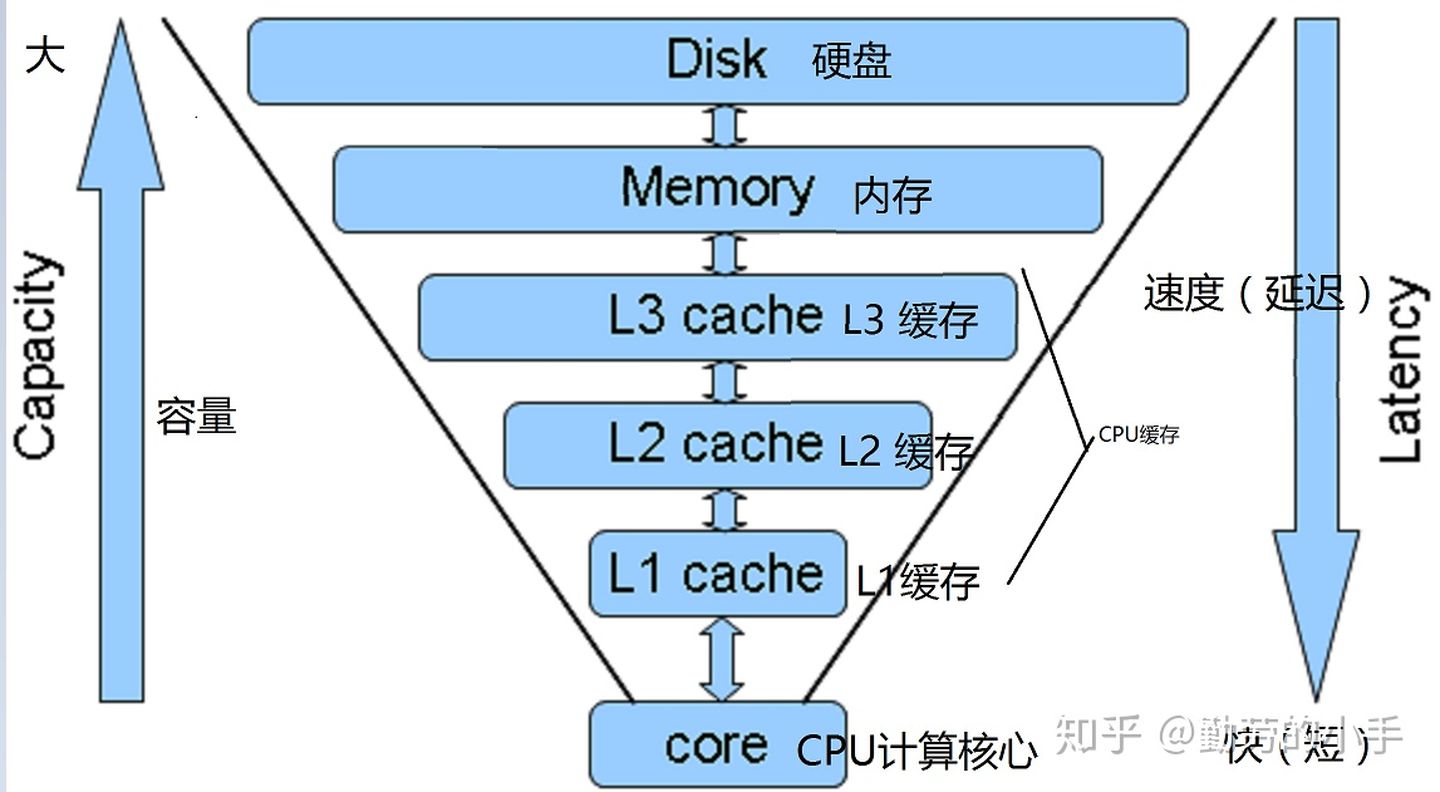 大
Disk 硬盘
Memory 内存
L3 cache L3 缓存
速度（延迟）
Capacity
容量
Latency
L2 cache L2 缓存
CPU缓存
L1 cache L1缓存
core CPU计算核心
快（短）
知乎 @勤劳的小手